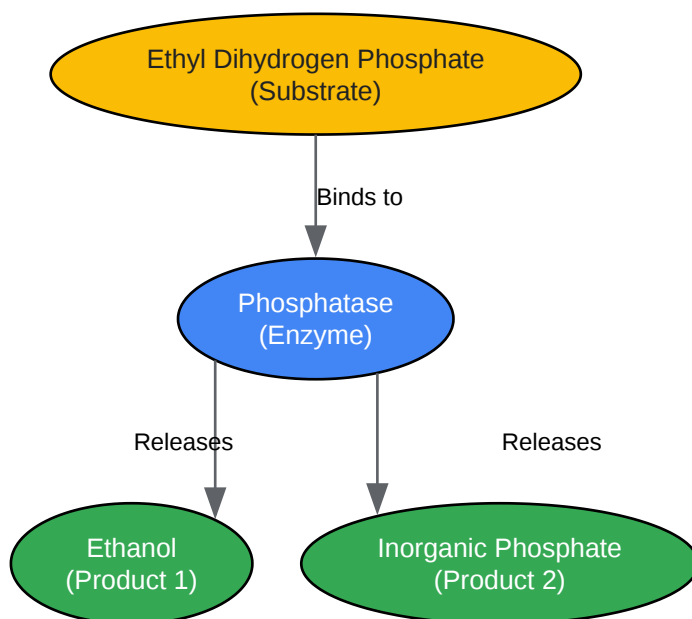 Ethyl Dihydrogen Phosphate
(Substrate)
Binds to
Phosphatase
(Enzyme)
Releases
Releases
Ethanol
(Product 1)
Inorganic Phosphate
(Product 2)